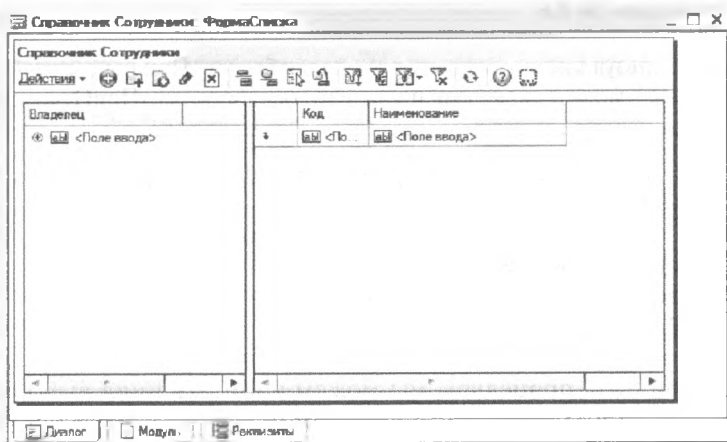 Справочник Сотрудники: ФормаСписка
Справочник Сотрудники
Действия
Владелец
Код Наименование
<Поле ввода>
<По... <Поле ввода>
Диалог Модуль Реквизиты